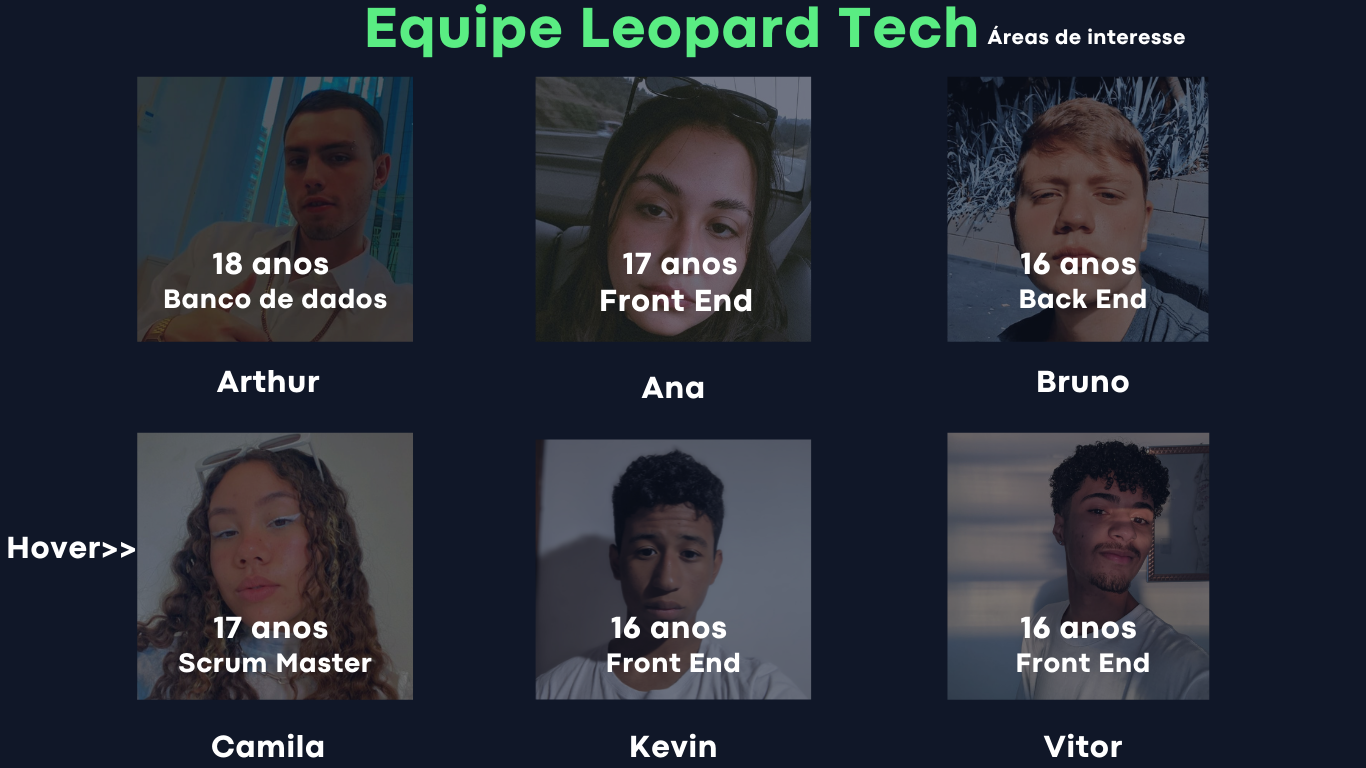 Equipe Leopard Tech Áreas de interesse
18 anos
Banco de dados
Arthur
17 anos
Front End
Ana
16 anos
Back End
Bruno
Hover>>
17 anos
Scrum Master
Camila
16 anos
Front End
Kevin
16 anos
Front End
Vitor